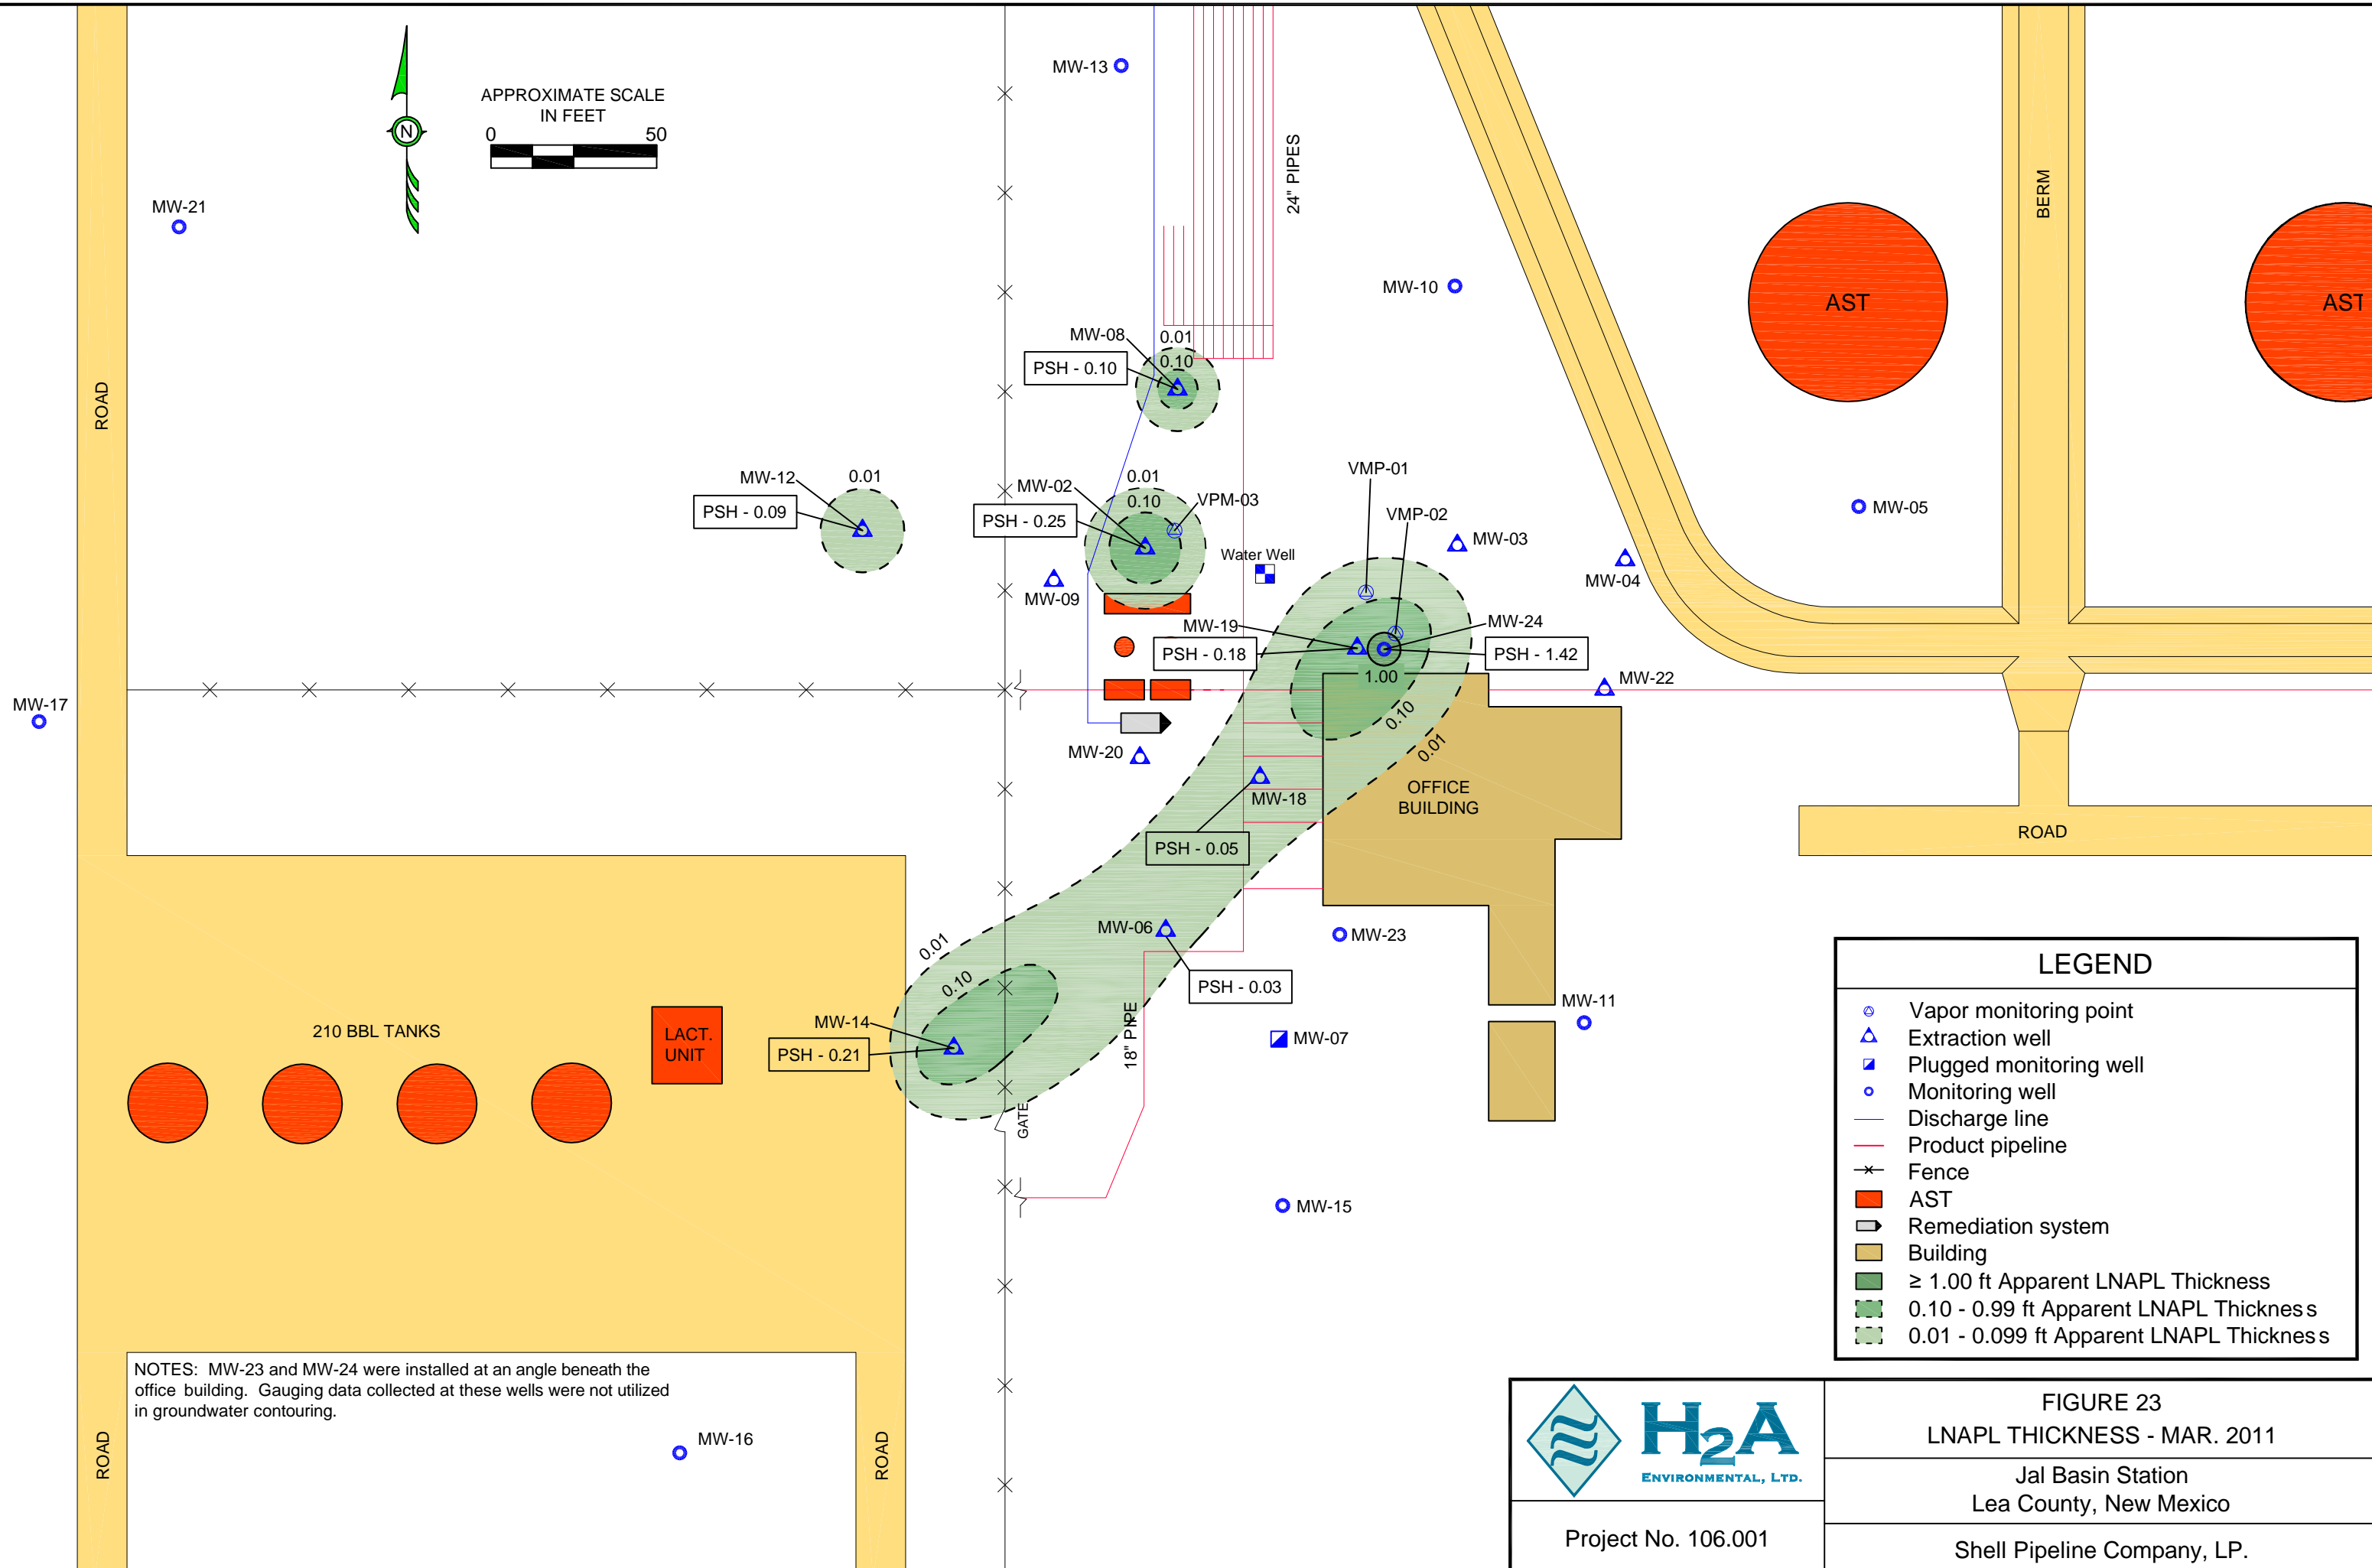 MW-13
APPROXIMATE SCALE
IN FEET
0 50
N
24" PIPES
BERM
MW-21
MW-10
AST
AST
MW-08
0.01
PSH - 0.10
0.10
ROAD
MW-12
0.01
PSH - 0.09
MW-02
0.01
0.10
VPM-03
PSH - 0.25
VMP-01
VMP-02
MW-05
MW-03
Water Well
MW-04
MW-09
MW-19
MW-24
PSH - 0.18
PSH - 1.42
1.00
MW-22
MW-17
0.10
0.01
MW-20
MW-18
OFFICE
BUILDING
ROAD
PSH - 0.05
MW-06
MW-23
0.01
0.10
PSH - 0.03
MW-11
MW-14
PSH - 0.21
18" PIPE
MW-07
210 BBL TANKS
LACT.
UNIT
GATE
MW-15
LEGEND
Vapor monitoring point
Extraction well
Plugged monitoring well
Monitoring well
Discharge line
Product pipeline
Fence
AST
Remediation system
Building
≥ 1.00 ft Apparent LNAPL Thickness
0.10 - 0.99 ft Apparent LNAPL Thickness
0.01 - 0.099 ft Apparent LNAPL Thickness
NOTES: MW-23 and MW-24 were installed at an angle beneath the
office building. Gauging data collected at these wells were not utilized
in groundwater contouring.
ROAD
MW-16
ROAD
H2A
ENVIRONMENTAL, LTD.
Project No. 106.001
FIGURE 23
LNAPL THICKNESS - MAR. 2011
Jal Basin Station
Lea County, New Mexico
Shell Pipeline Company, LP.